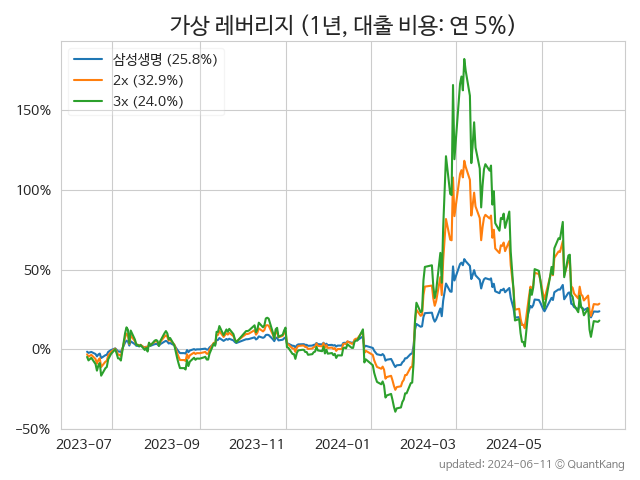 가상 레버리지 (1년, 대출 비용: 연 5%)
삼성생명 (25.8%)
2x (32.9%)
3x (24.0%)
150%
100%
50%
0%
−50%
2023-07 2023-09 2023-11 2024-01 2024-03 2024-05
updated: 2024-06-11 © QuantKang